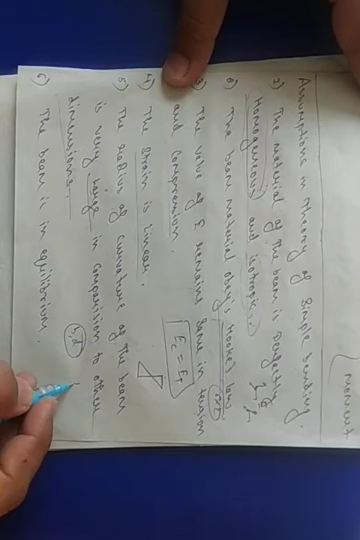 moment
Assumptions in Theory of Simple bending.
1) The material of the beam is perfectly
Homogeneous and isotropic.
2) The beam material obey's Hooke's law
3) The value of E remains same in tension
and Compression.
Ec = ET
4) The Strain is Linear.
5) The radius of curvature of the beam
is very large in comparision to other
dimensions.
b, d
6) The beam is in equilibrium.